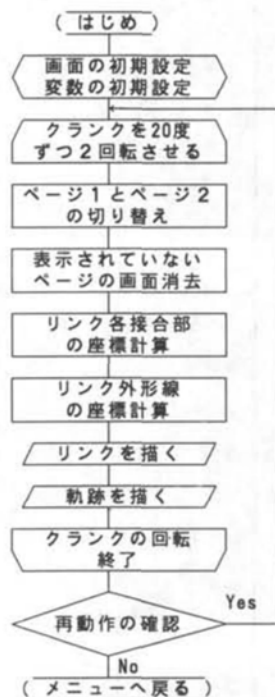 はじめ
画面の初期設定
変数の初期設定
クランクを20度
ずつ2回転させる
ページ1とページ2
の切り替え
表示されていない
ページの画面消去
リンク各接合部
の座標計算
リンク外形線
の座標計算
リンクを描く
軌跡を描く
クランクの回転
終了
再動作の確認
Yes
No
メニューへ戻る